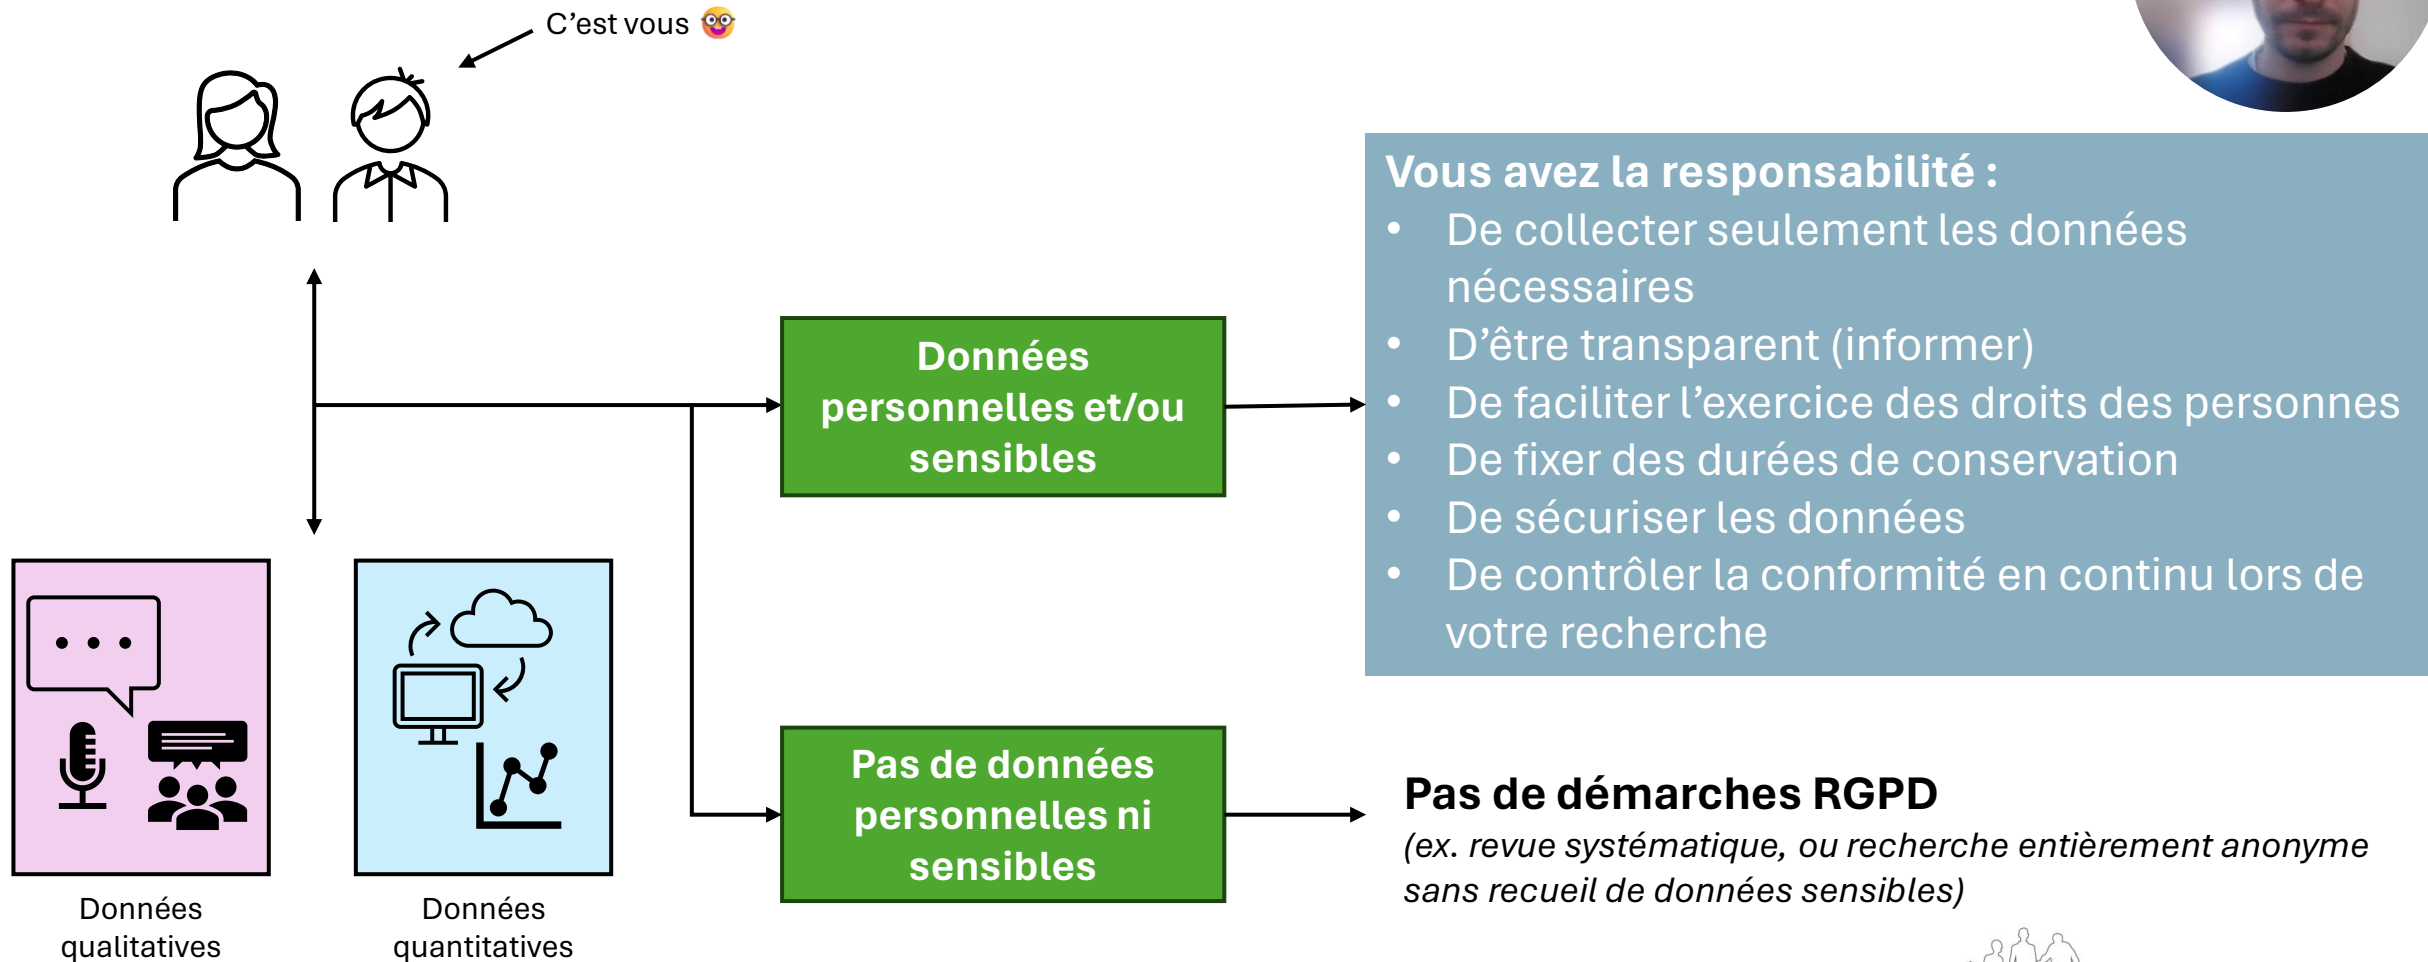 C’est vous 🤓
Données
personnelles et/ou
sensibles
Vous avez la responsabilité :
• De collecter seulement les données
nécessaires
• D’être transparent (informer)
• De faciliter l’exercice des droits des personnes
• De fixer des durées de conservation
• De sécuriser les données
• De contrôler la conformité en continu lors de
votre recherche
Pas de données
personnelles ni
sensibles
Pas de démarches RGPD
(ex. revue systématique, ou recherche entièrement anonyme
sans recueil de données sensibles)
Données
qualitatives
Données
quantitatives